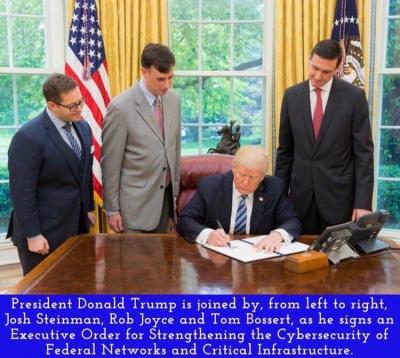 President Donald Trump is joined by, from left to right,
Josh Steinman, Rob Joyce and Tom Bossert, as he signs an
Executive Order for Strengthening the Cybersecurity of
Federal Networks and Critical Infrastructure.